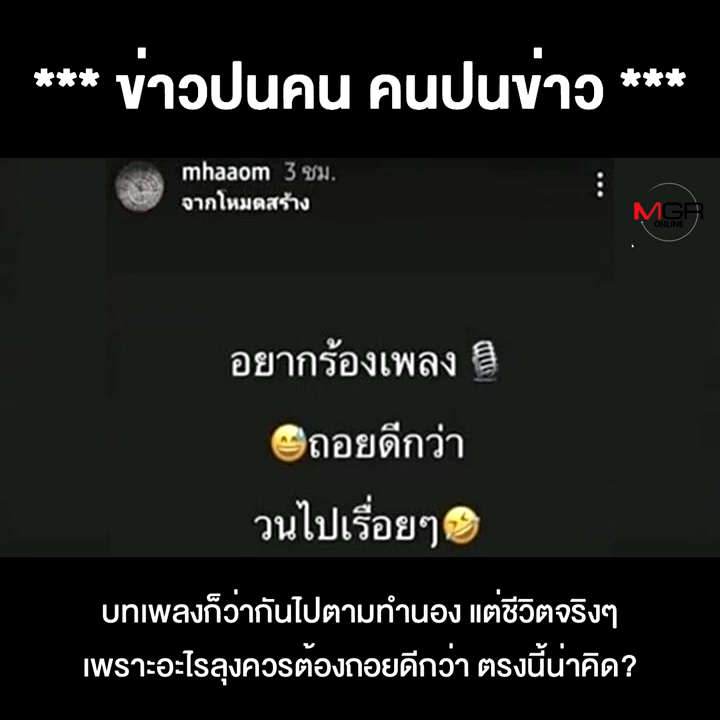 *** ข่าวปนคน คนปนข่าว ***
mhaaom 3 ชม.
จากโหมดสร้าง
MGR
ONLINE
อยากร้องเพลง🎙️
😅ถอยดีกว่า
วนไปเรื่อยๆ🤣
บทเพลงก็ว่ากันไปตามทำนอง แต่ชีวิตจริงๆ
เพราะอะไรลุงควรต้องถอยดีกว่า ตรงนี้น่าคิด?